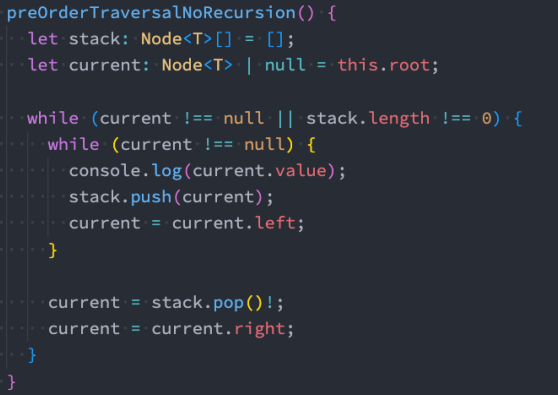 preOrderTraversalNoRecursion() {
  let stack: Node<T>[] = [];
  let current: Node<T> | null = this.root;

  while (current !== null || stack.length !== 0) {
    while (current !== null) {
      console.log(current.value);
      stack.push(current);
      current = current.left;
    }

    current = stack.pop()!;
    current = current.right;
  }
}